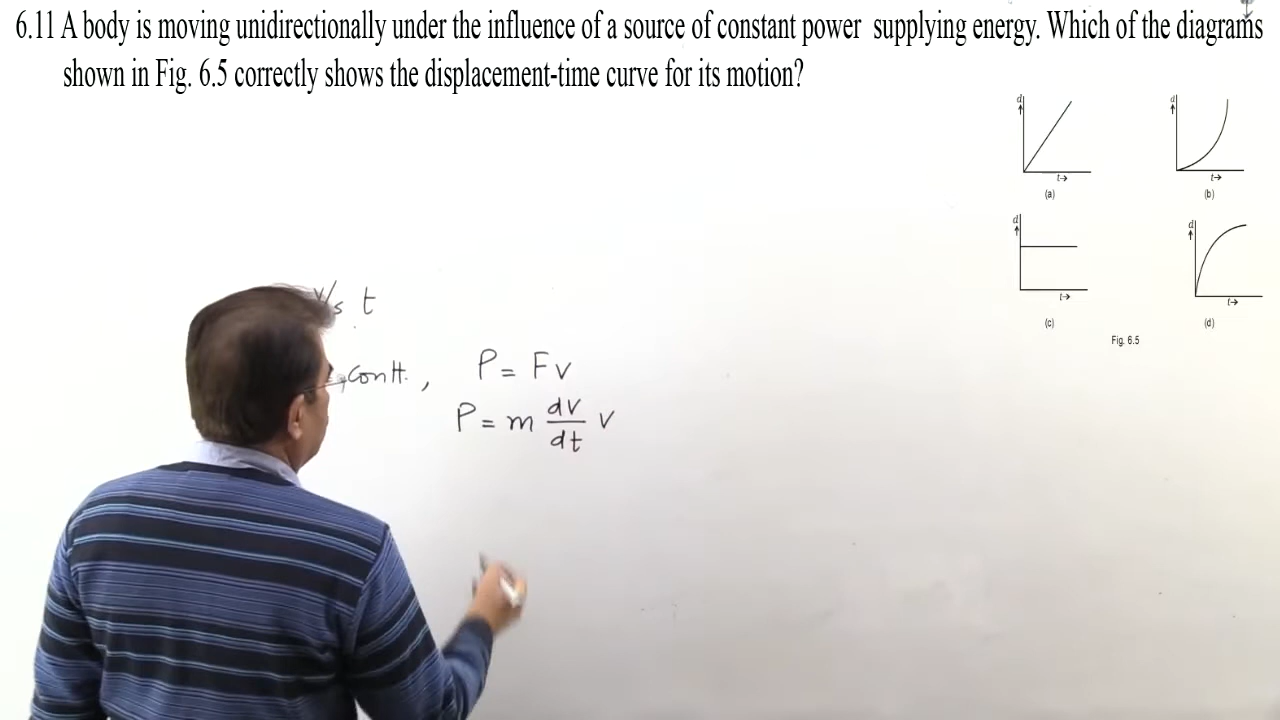 6.11 A body is moving unidirectionally under the influence of a source of constant power supplying energy. Which of the diagrams
shown in Fig. 6.5 correctly shows the displacement-time curve for its motion?
d
t→
(a)
d
t→
(b)
d
t→
(c)
d
t→
(d)
Fig. 6.5
V/s t
= contt. , P = Fv
P = m dv/dt v